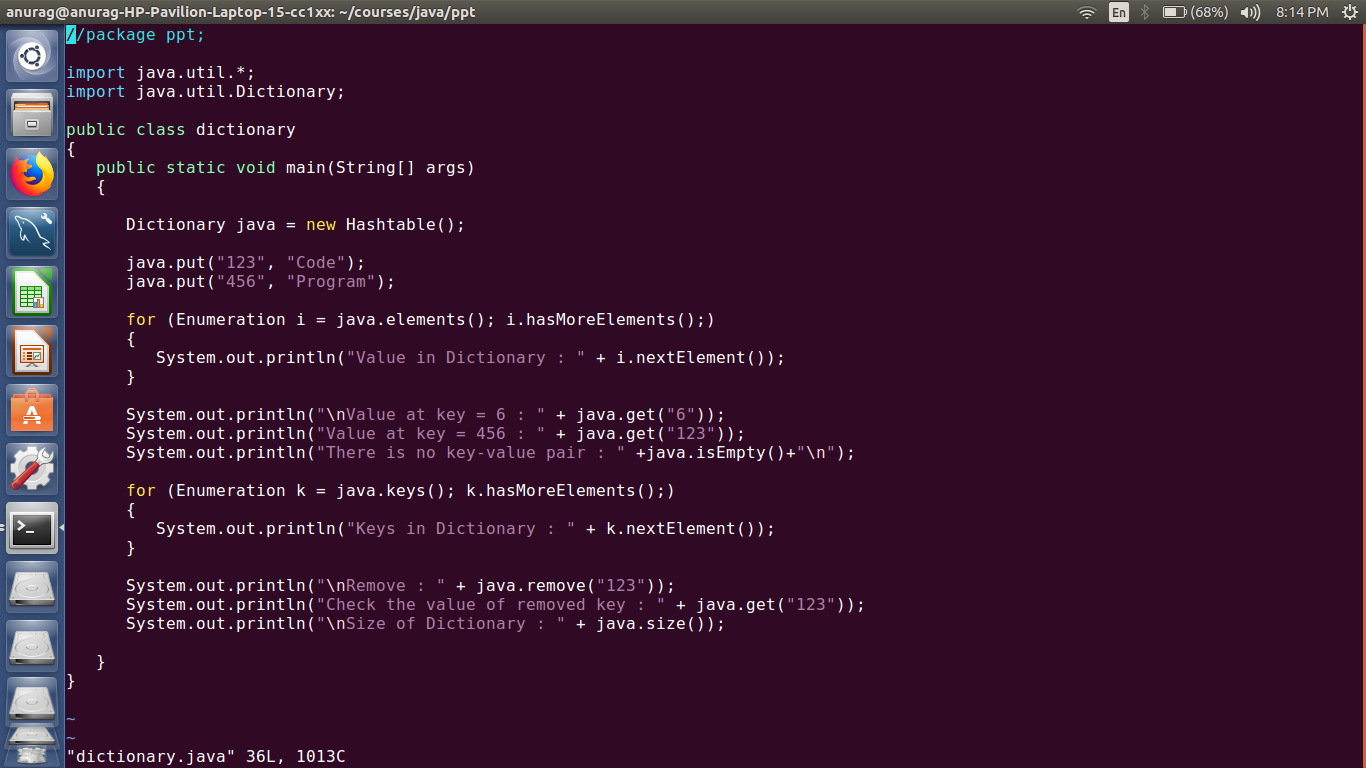 anurag@anurag-HP-Pavilion-Laptop-15-cc1xx: ~/courses/java/ppt
En
(68%)
8:14 PM
//package ppt;
import java.util.*;
import java.util.Dictionary;
public class dictionary
{
public static void main(String[] args)
{
Dictionary java = new Hashtable();
java.put("123", "Code");
java.put("456", "Program");
for (Enumeration i = java.elements(); i.hasMoreElements();)
{
System.out.println("Value in Dictionary : " + i.nextElement());
}
System.out.println("\nValue at key = 6 : " + java.get("6"));
System.out.println("Value at key = 456 : " + java.get("123"));
System.out.println("There is no key-value pair : " +java.isEmpty()+"\n");
for (Enumeration k = java.keys(); k.hasMoreElements();)
{
System.out.println("Keys in Dictionary : " + k.nextElement());
}
System.out.println("\nRemove : " + java.remove("123"));
System.out.println("Check the value of removed key : " + java.get("123"));
System.out.println("\nSize of Dictionary : " + java.size());
}
}
~
~
"dictionary.java" 36L, 1013C